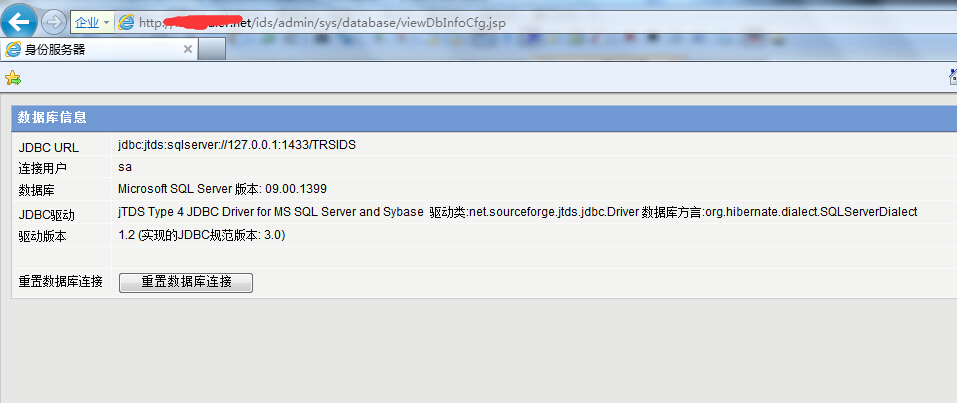 企业
http:
.net/ids/admin/sys/database/viewDbInfoCfg.jsp
身份服务器
数据库信息
JDBC URL jdbc:jtds:sqlserver://127.0.0.1:1433/TRSIDS
连接用户 sa
数据库 Microsoft SQL Server 版本: 09.00.1399
JDBC驱动 jTDS Type 4 JDBC Driver for MS SQL Server and Sybase 驱动类:net.sourceforge.jtds.jdbc.Driver 数据库方言:org.hibernate.dialect.SQLServerDialect
驱动版本 1.2 (实现的JDBC规范版本: 3.0)
重置数据库连接 重置数据库连接